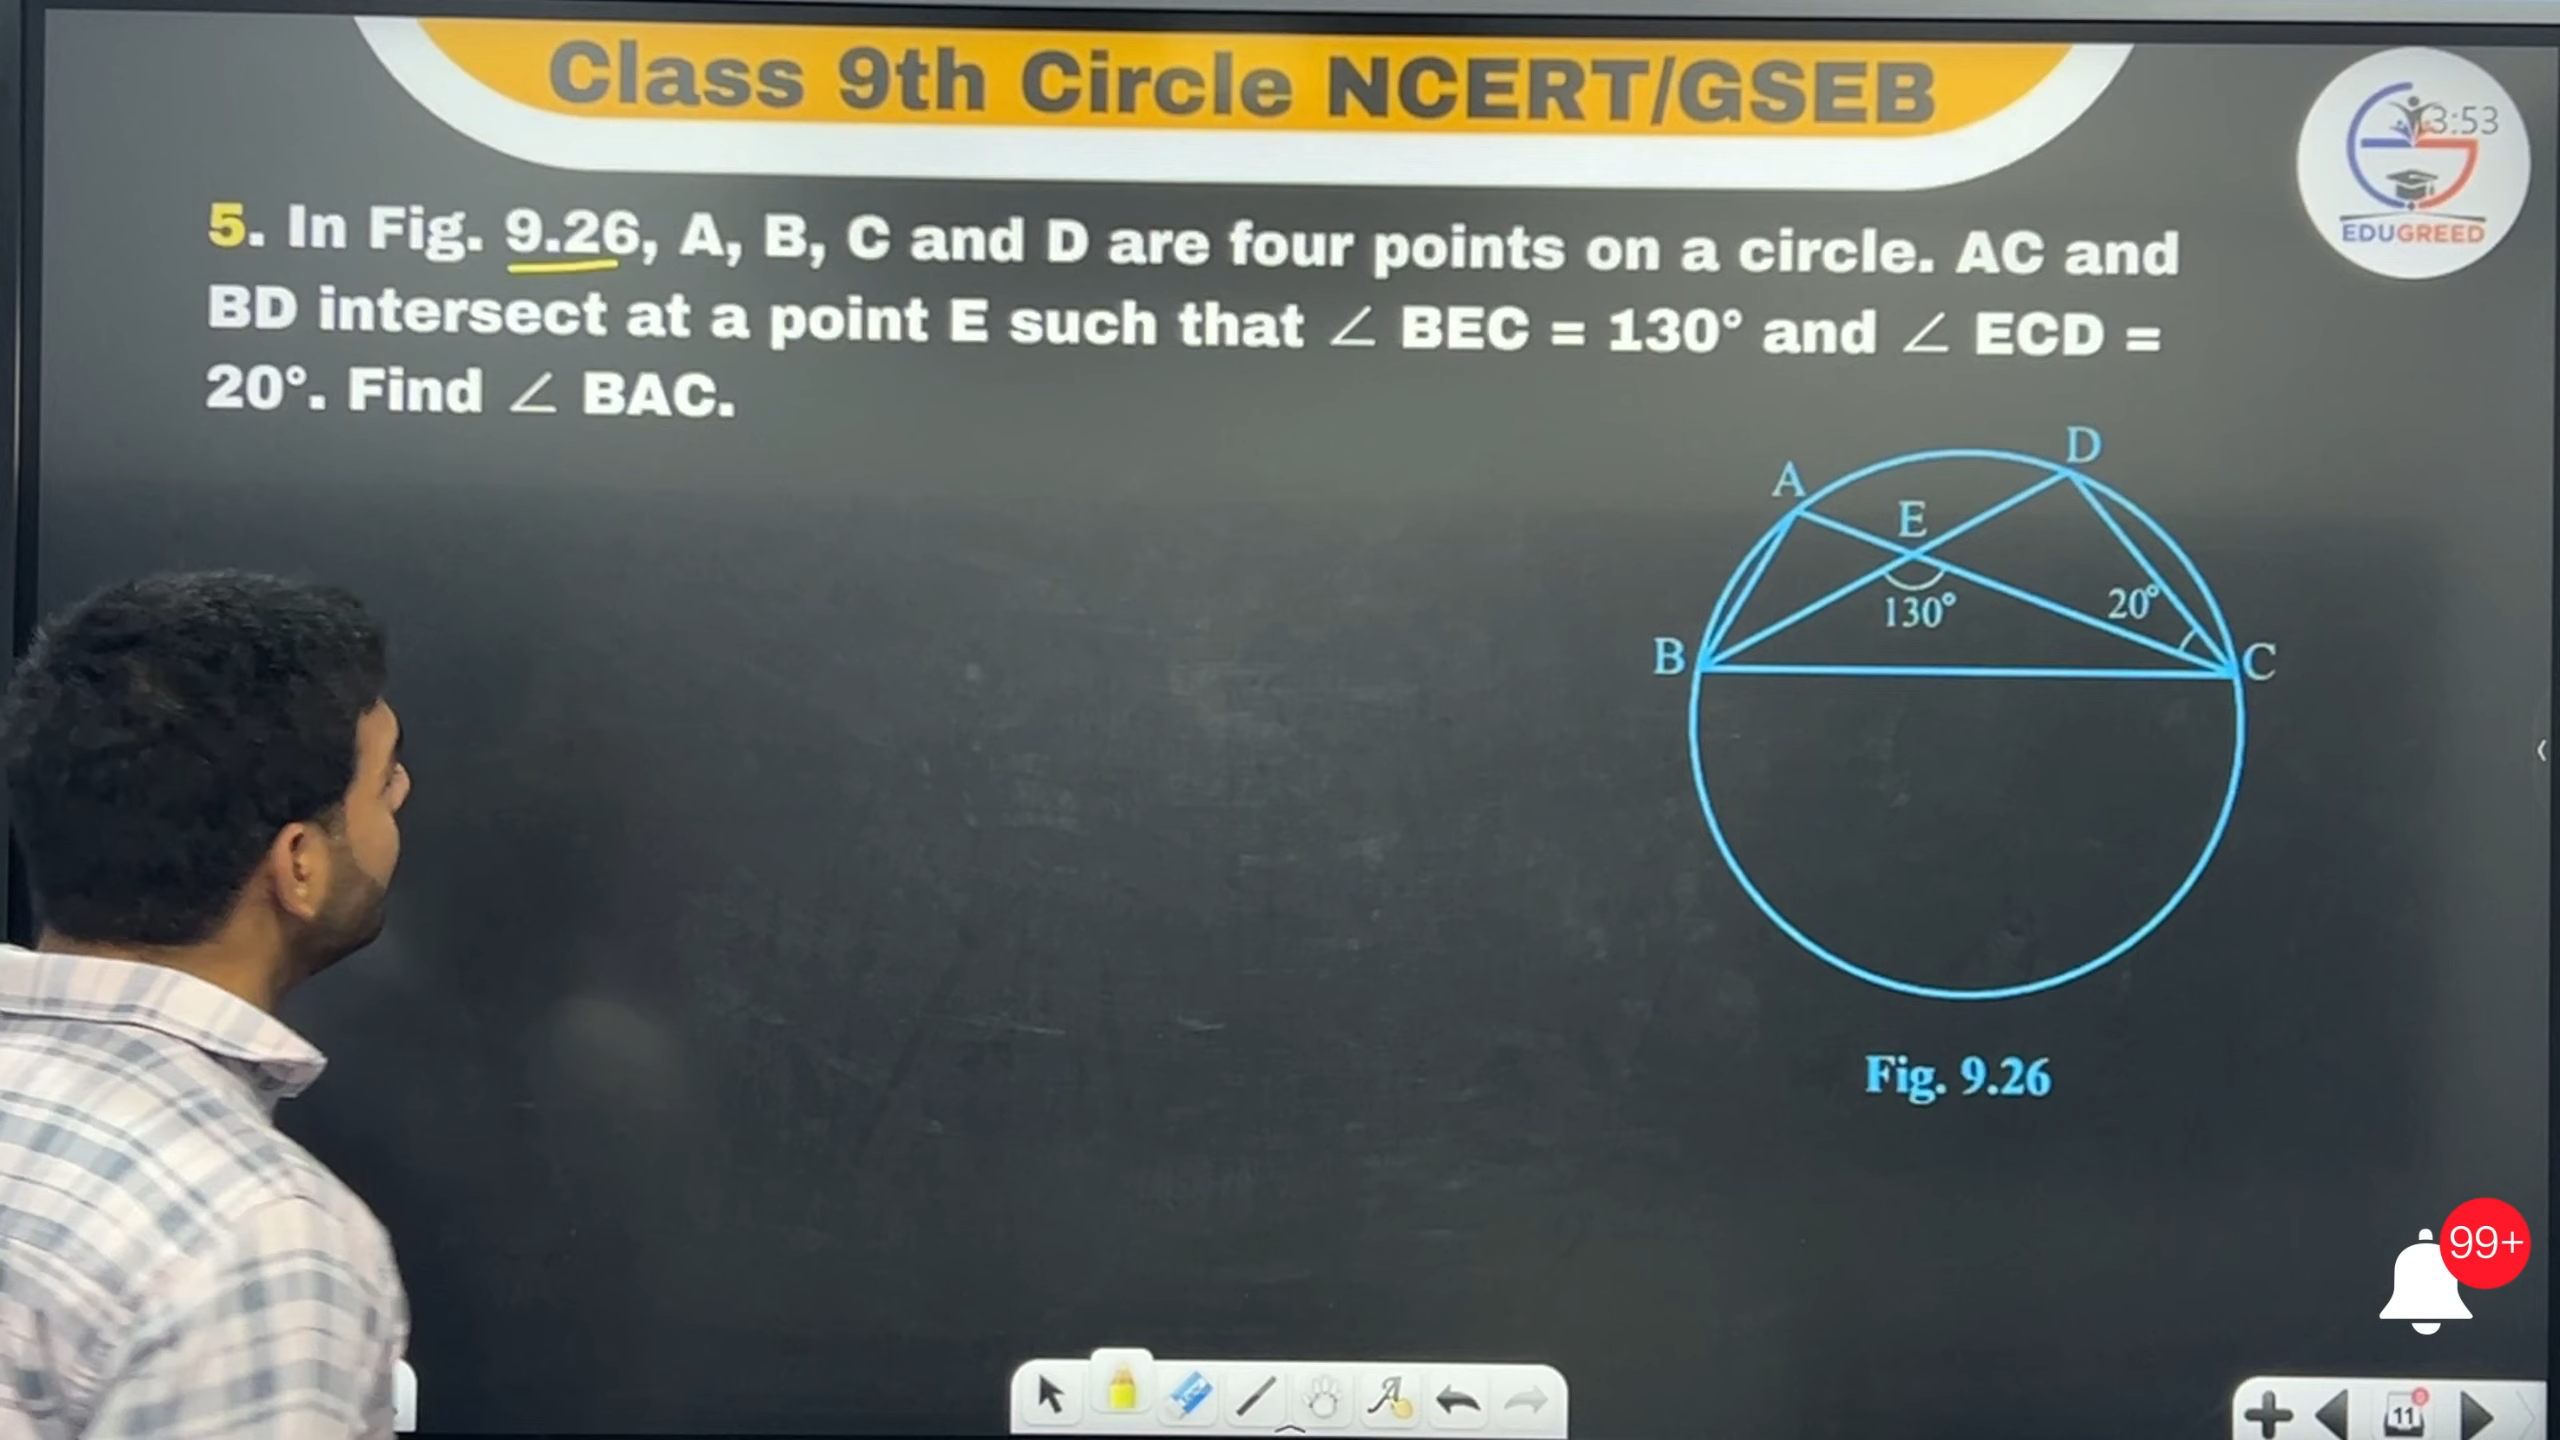 Class 9th Circle NCERT/GSEB
3:53
EDUGREED
5. In Fig. 9.26, A, B, C and D are four points on a circle. AC and
BD intersect at a point E such that ∠ BEC = 130° and ∠ ECD =
20°. Find ∠ BAC.
D
A
E
130°
20°
B
C
Fig. 9.26
99+
A
11